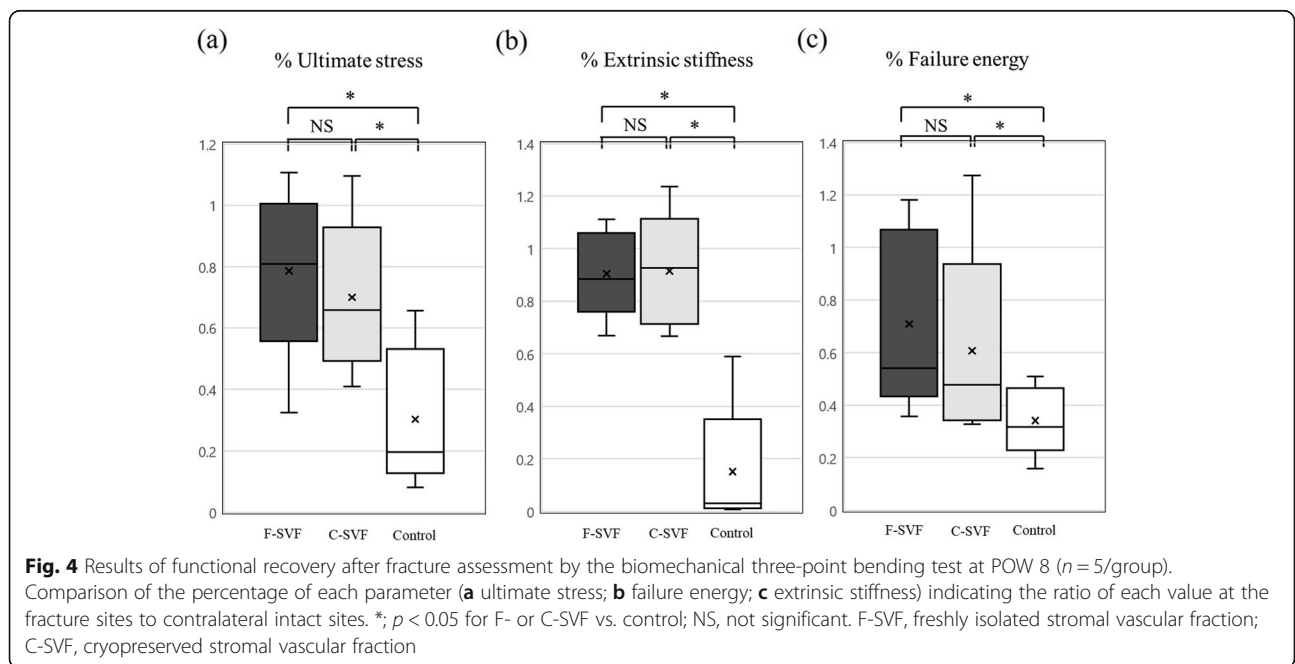 (a)
(b)
(c)
% Ultimate stress
% Extrinsic stiffness
% Failure energy
*
NS
*
*
NS
*
*
NS
*
1.2
1
0.8
0.6
0.4
0.2
0
F-SVF
C-SVF
Control
1.4
1.2
1
0.8
0.6
0.4
0.2
0
F-SVF
C-SVF
Control
1.4
1.2
1
0.8
0.6
0.4
0.2
0
F-SVF
C-SVF
Control
Fig. 4 Results of functional recovery after fracture assessment by the biomechanical three-point bending test at POW 8 (n = 5/group).
Comparison of the percentage of each parameter (a ultimate stress; b failure energy; c extrinsic stiffness) indicating the ratio of each value at the
fracture sites to contralateral intact sites. *; p < 0.05 for F- or C-SVF vs. control; NS, not significant. F-SVF, freshly isolated stromal vascular fraction;
C-SVF, cryopreserved stromal vascular fraction